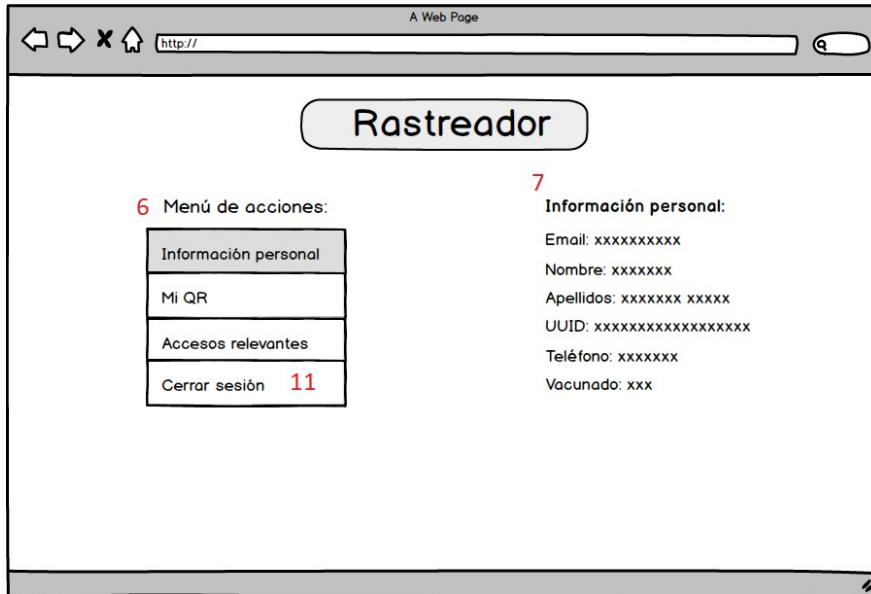 A Web Page
http://
Rastreador
6 Menú de acciones:
Información personal
Mi QR
Accesos relevantes
Cerrar sesión 11
7
Información personal:
Email: xxxxxxxxxx
Nombre: xxxxxxx
Apellidos: xxxxxxx xxxxx
UUID: xxxxxxxxxxxxxxxxxx
Teléfono: xxxxxxx
Vacunado: xxx